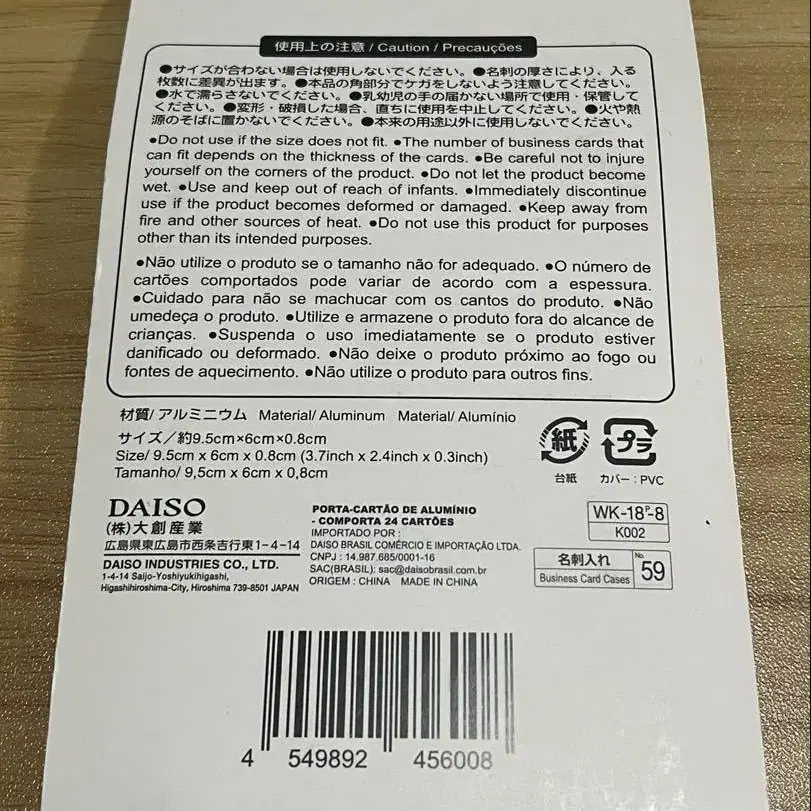 使用上の注意 / Caution / Precauções
●サイズが合わない場合は使用しないでください。●名刺の厚さにより、入る
枚数に差異が出ます。●本品の角部分でケガをしないよう注意してください。
●水で濡らさないでください。●乳幼児の手の届かない場所で使用・保管して
ください。●変形・破損した場合、直ちに使用を中止してください。●火や熱
源のそばに置かないでください。●本来の用途以外に使用しないでください。
●Do not use if the size does not fit. ●The number of business cards that
can fit depends on the thickness of the cards. ●Be careful not to injure
yourself on the corners of the product. ●Do not let the product become
wet. ●Use and keep out of reach of infants. ●Immediately discontinue
use if the product becomes deformed or damaged. ●Keep away from
fire and other sources of heat. ●Do not use this product for purposes
other than its intended purposes.
●Não utilize o produto se o tamanho não for adequado. ●O número de
cartões comportados pode variar de acordo com a espessura.
●Cuidado para não se machucar com os cantos do produto. ●Não
umedeça o produto. ●Utilize e armazene o produto fora do alcance de
crianças. ●Suspenda o uso imediatamente se o produto estiver
danificado ou deformado. ●Não deixe o produto próximo ao fogo ou
fontes de aquecimento. ●Não utilize o produto para outros fins.
材質/ アルミニウム Material/ Aluminum Material/ Alumínio
サイズ／約9.5cm×6cm×0.8cm
Size/ 9.5cm x 6cm x 0.8cm (3.7inch x 2.4inch x 0.3inch)
Tamanho/ 9,5cm x 6cm x 0,8cm
紙
台紙
プラ
カバー：PVC
DAISO
(株)大創産業
広島県東広島市西条吉行東1-4-14
DAISO INDUSTRIES CO., LTD.
1-4-14 Saijo-Yoshiyukihigashi,
Higashihiroshima-City, Hiroshima 739-8501 JAPAN
PORTA-CARTÃO DE ALUMÍNIO
- COMPORTA 24 CARTÕES
IMPORTADO POR :
DAISO BRASIL COMÉRCIO E IMPORTAÇÃO LTDA.
CNPJ : 14.987.685/0001-16
SAC(BRASIL): sac@daisobrasil.com.br
ORIGEM : CHINA MADE IN CHINA
WK-18 P-8
K002
名刺入れ
Business Card Cases
No 59
4 549892 456008